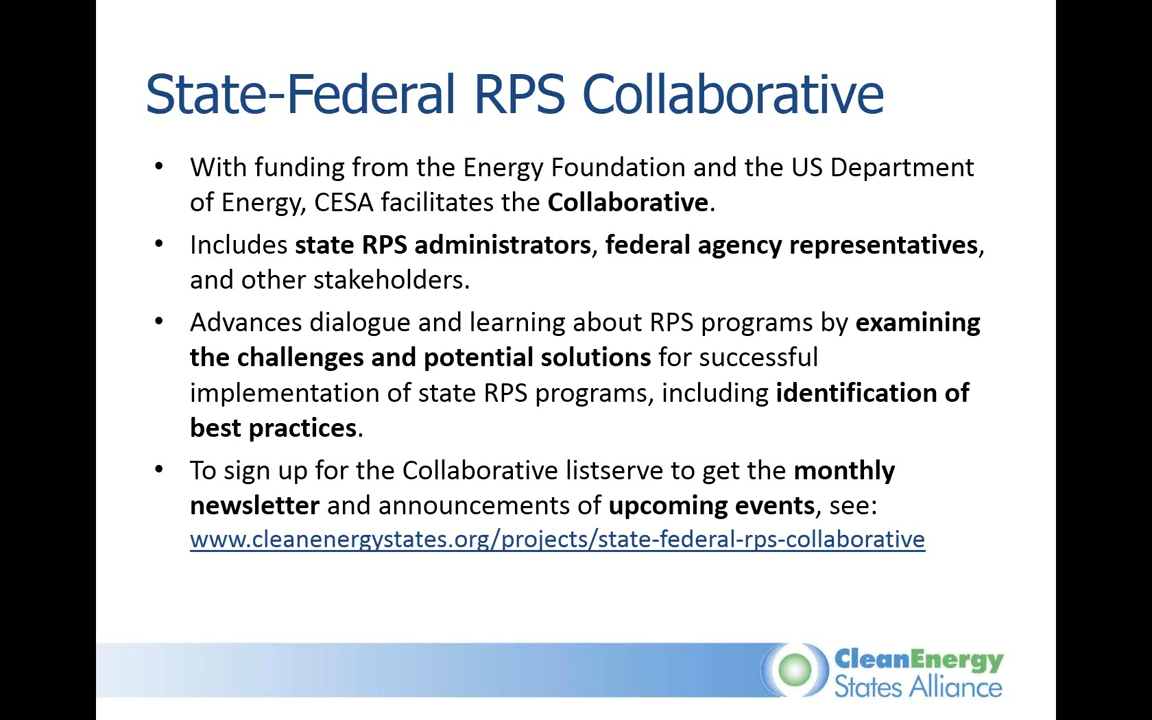 State-Federal RPS Collaborative
• With funding from the Energy Foundation and the US Department
of Energy, CESA facilitates the Collaborative.
• Includes state RPS administrators, federal agency representatives,
and other stakeholders.
• Advances dialogue and learning about RPS programs by examining
the challenges and potential solutions for successful
implementation of state RPS programs, including identification of
best practices.
• To sign up for the Collaborative listserve to get the monthly
newsletter and announcements of upcoming events, see:
www.cleanenergystates.org/projects/state-federal-rps-collaborative
CleanEnergy
States Alliance